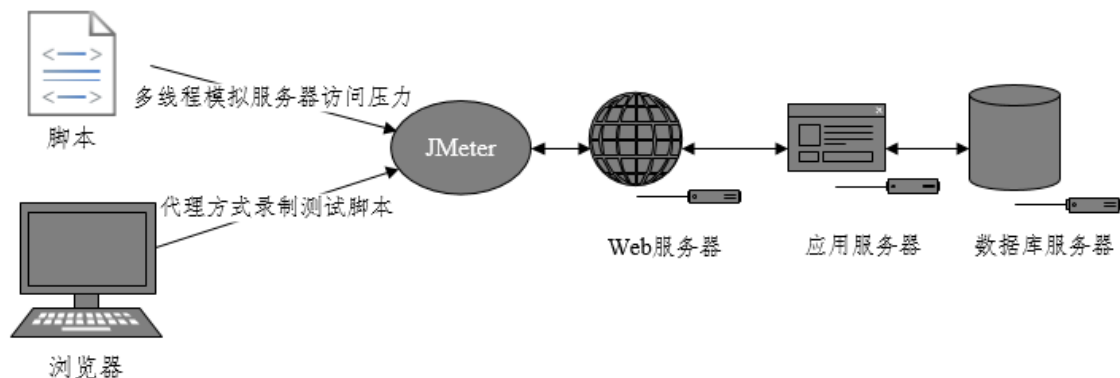 多线程模拟服务器访问压力
脚本
JMeter
代理方式录制测试脚本
Web服务器
应用服务器
数据库服务器
浏览器